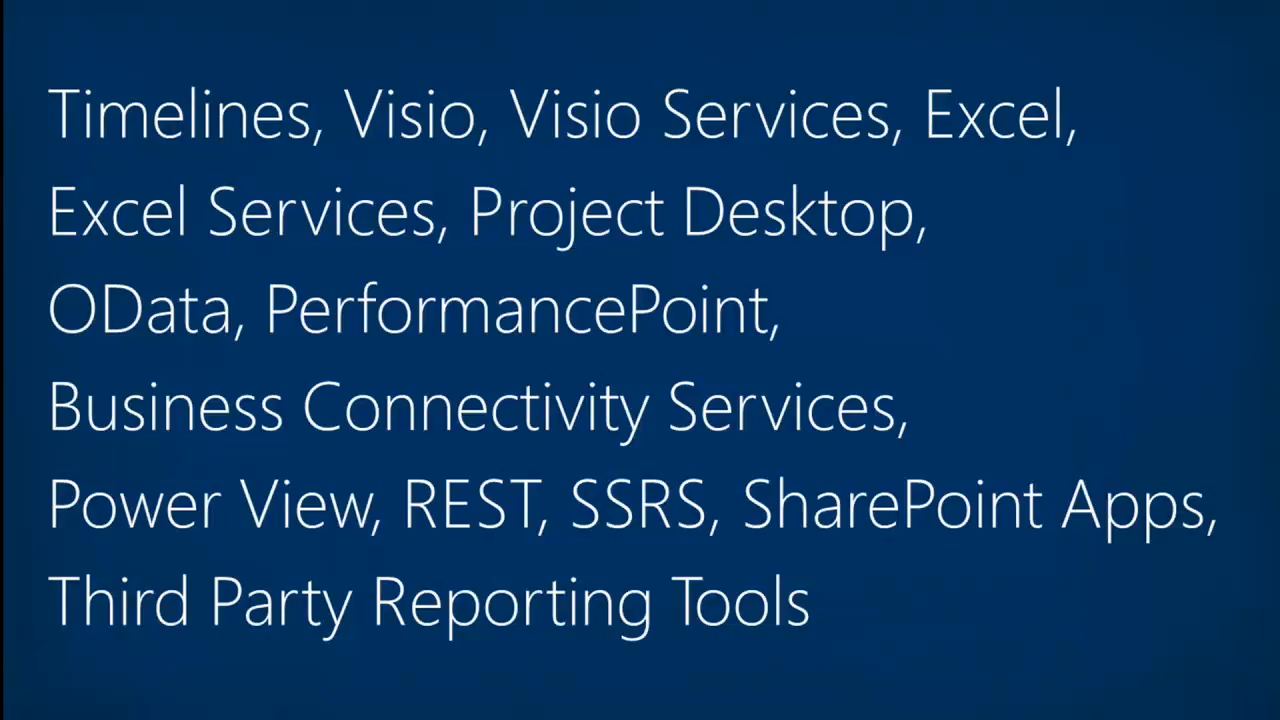 Timelines, Visio, Visio Services, Excel,
Excel Services, Project Desktop,
OData, PerformancePoint,
Business Connectivity Services,
Power View, REST, SSRS, SharePoint Apps,
Third Party Reporting Tools